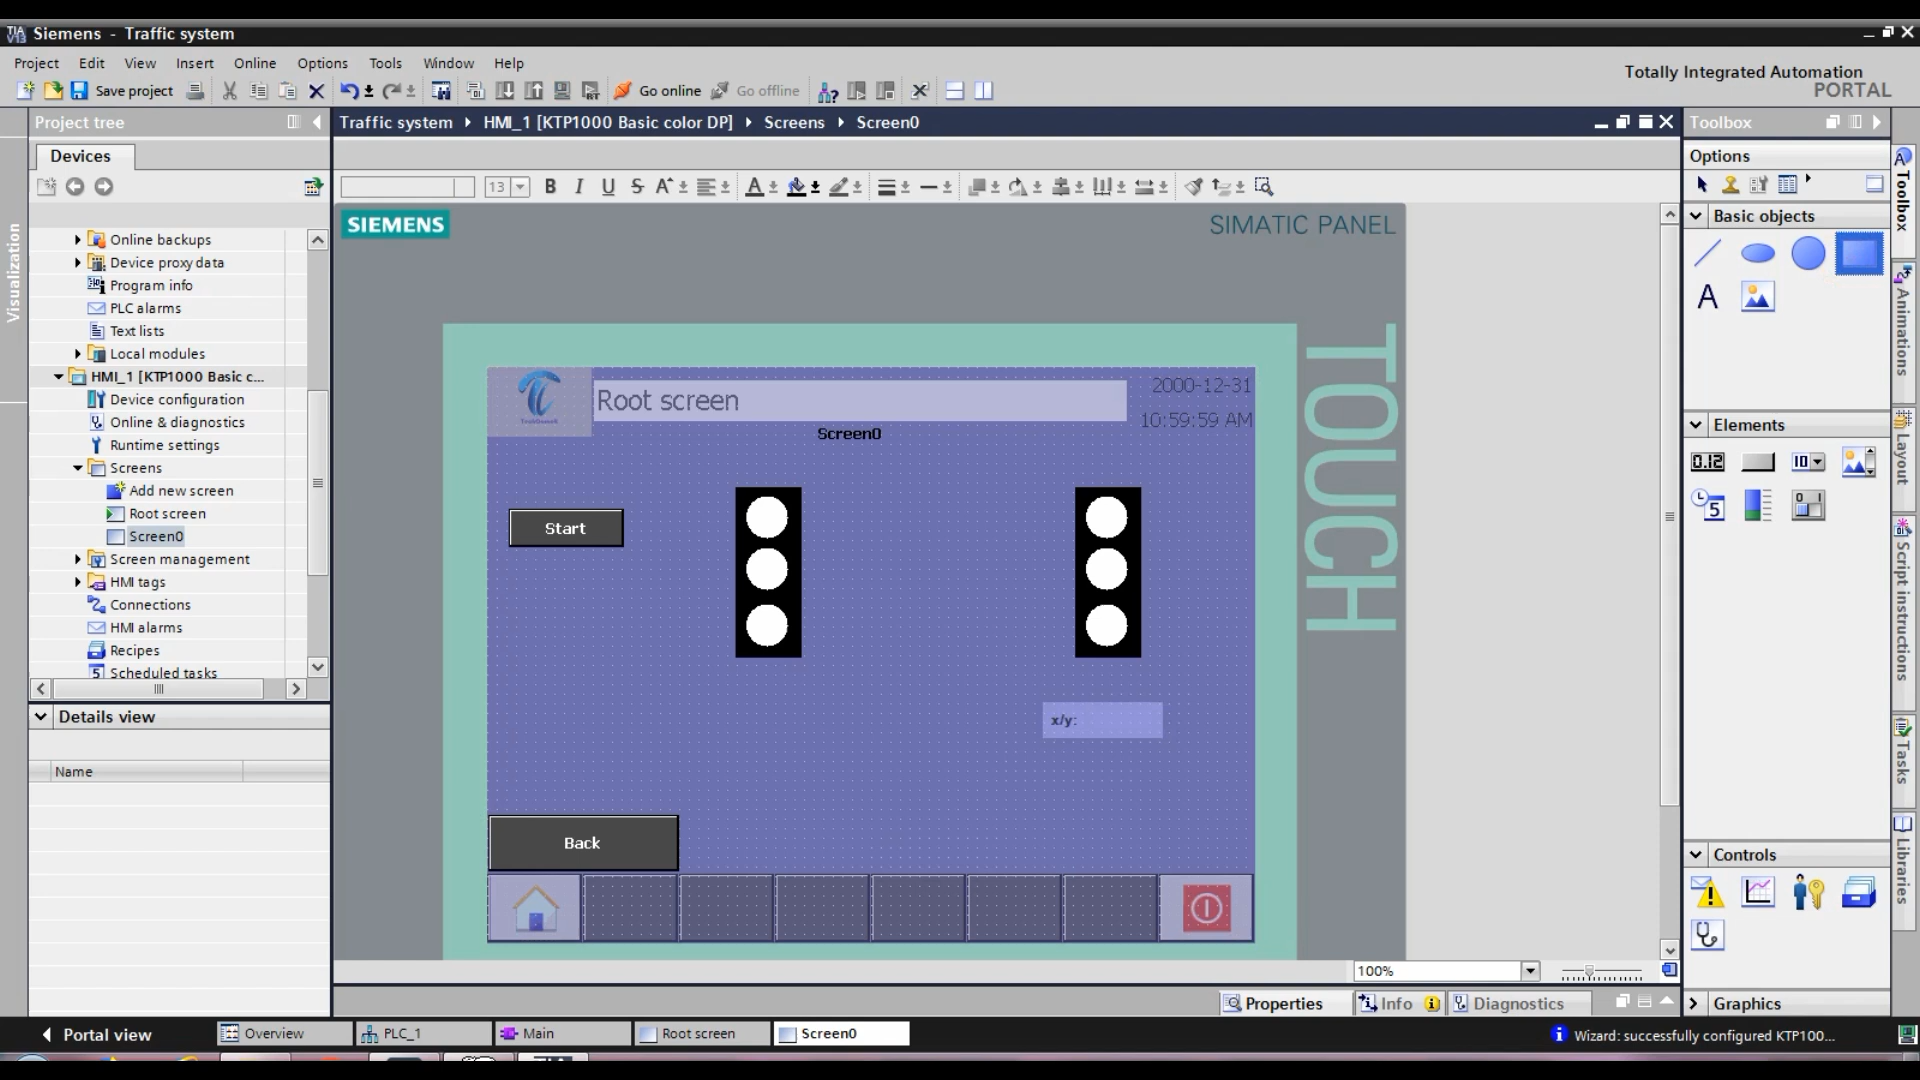 Siemens - Traffic system
Project Edit View Insert Online Options Tools Window Help
Totally Integrated Automation
PORTAL
Save project
Go online
Go offline
Project tree
Traffic system HMI_1 [KTP1000 Basic color DP] Screens Screen0
Toolbox
Devices
Options
13
B I U S A
A
Visualization
Online backups
Device proxy data
Program info
PLC alarms
Text lists
Local modules
HMI_1 [KTP1000 Basic c...
Device configuration
Online & diagnostics
Runtime settings
Screens
Add new screen
Root screen
Screen0
Screen management
HMI tags
Connections
HMI alarms
Recipes
Scheduled tasks
Details view
Name
SIEMENS
SIMATIC PANEL
TOUCH
Root screen
2000-12-31
10:59:59 AM
Screen0
Start
x/y:
Back
Basic objects
A
Elements
0.12
10
5
Controls
Graphics
Toolbox
Animations
Layout
Script instructions
Tasks
Libraries
100%
Properties
Info
Diagnostics
Portal view
Overview
PLC_1
Main
Root screen
Screen0
Wizard: successfully configured KTP100...